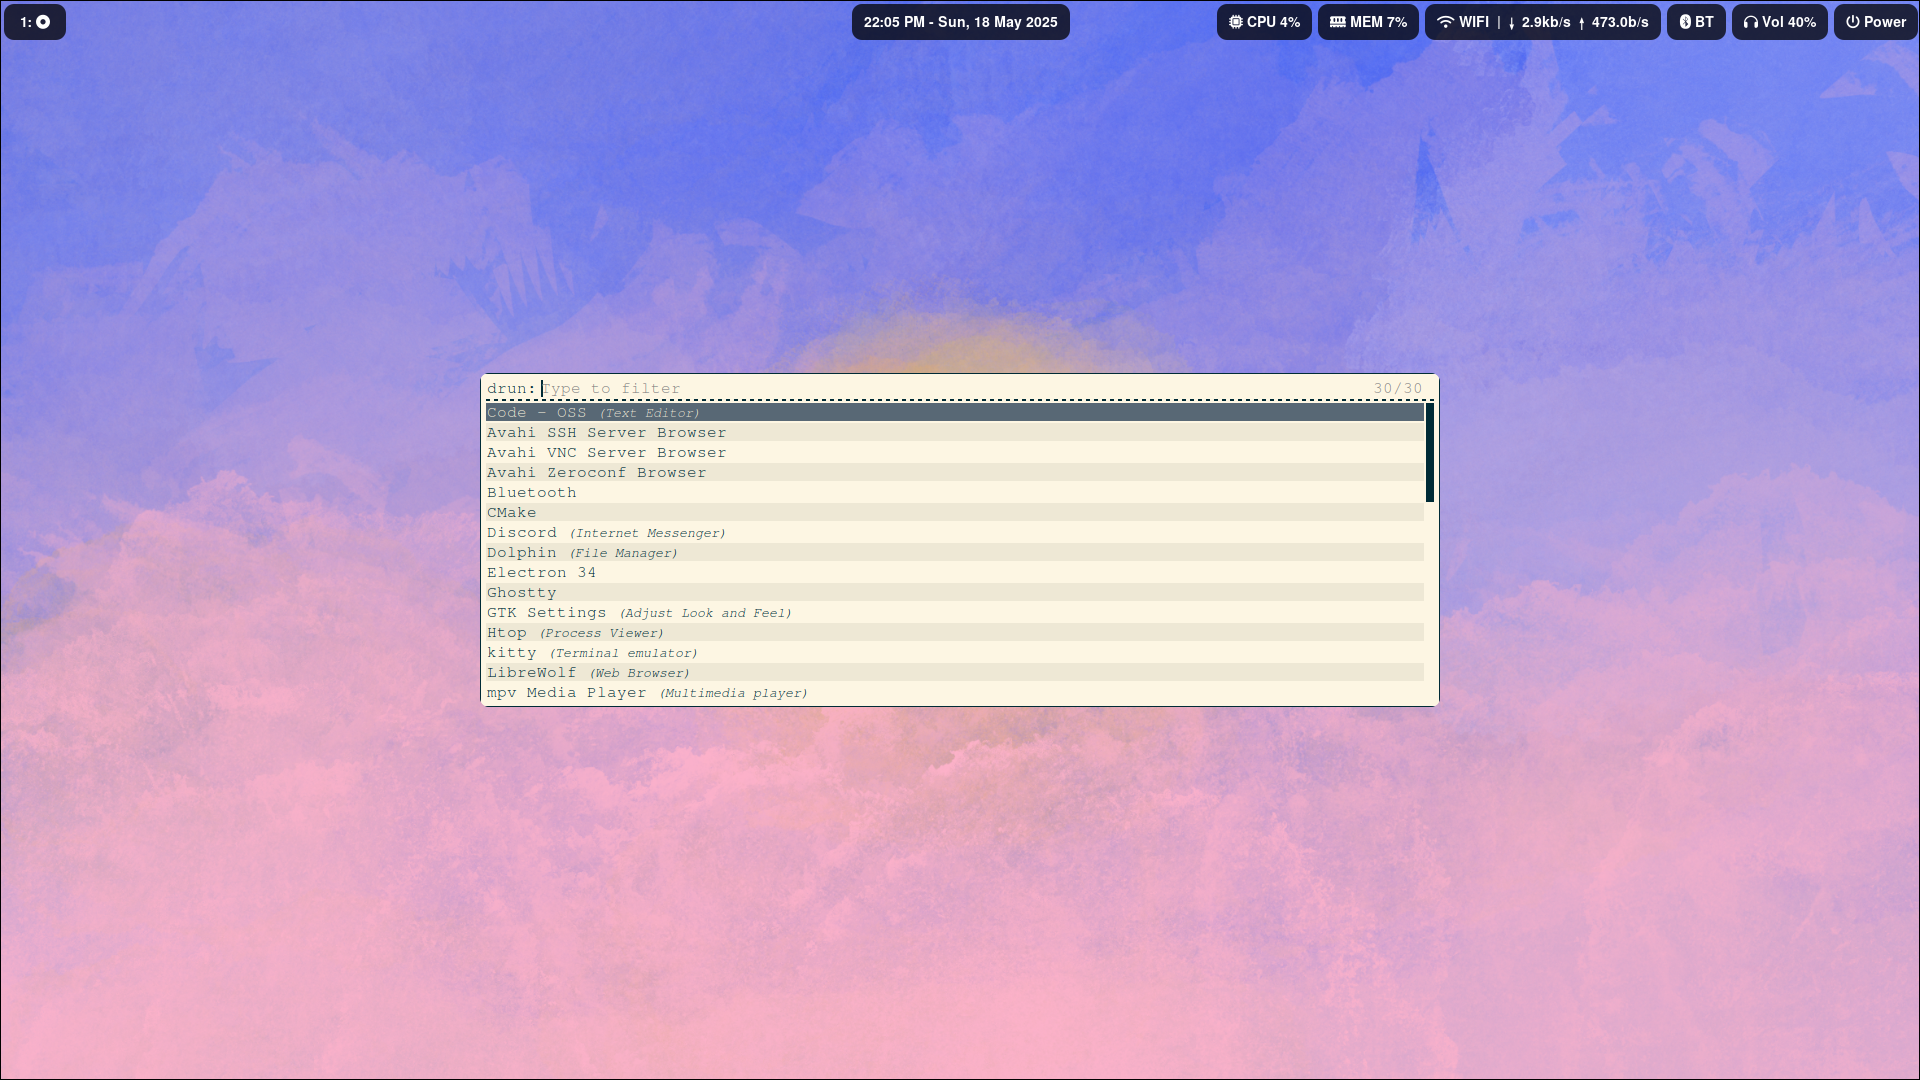 1:
22:05 PM - Sun, 18 May 2025
CPU 4%
MEM 7%
WIFI | ↓ 2.9kb/s ↑ 473.0b/s
BT
Vol 40%
Power
drun: Type to filter 30/30
Code - OSS (Text Editor)
Avahi SSH Server Browser
Avahi VNC Server Browser
Avahi Zeroconf Browser
Bluetooth
CMake
Discord (Internet Messenger)
Dolphin (File Manager)
Electron 34
Ghostty
GTK Settings (Adjust Look and Feel)
Htop (Process Viewer)
kitty (Terminal emulator)
LibreWolf (Web Browser)
mpv Media Player (Multimedia player)